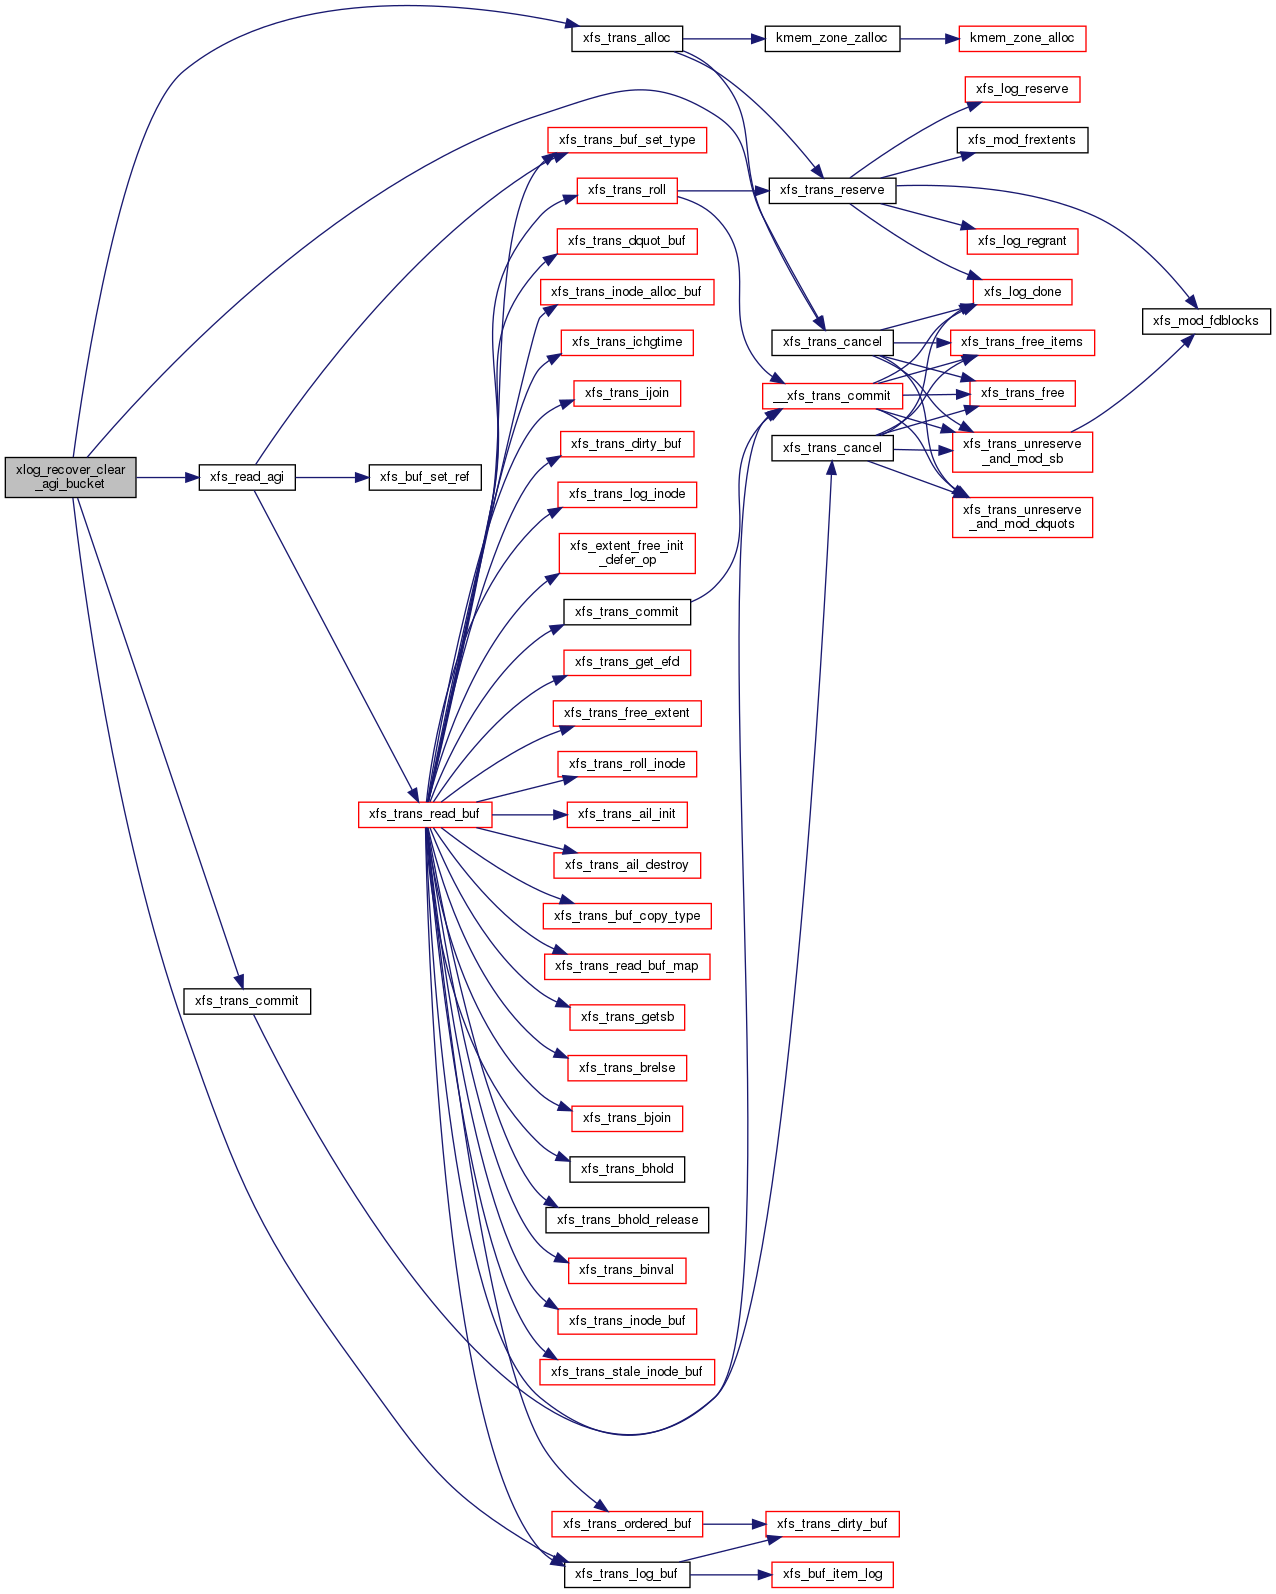 xfs_trans_alloc
kmem_zone_zalloc
kmem_zone_alloc
xfs_log_reserve
xfs_trans_buf_set_type
xfs_mod_frextents
xfs_trans_roll
xfs_trans_reserve
xfs_trans_dquot_buf
xfs_log_regrant
xfs_trans_inode_alloc_buf
xfs_log_done
xfs_mod_fdblocks
xfs_trans_ichgtime
xfs_trans_cancel
xfs_trans_free_items
xfs_trans_ijoin
__xfs_trans_commit
xfs_trans_free
xfs_trans_dirty_buf
xfs_trans_cancel
xfs_trans_unreserve
_and_mod_sb
xlog_recover_clear
_agi_bucket
xfs_read_agi
xfs_buf_set_ref
xfs_trans_log_inode
xfs_trans_unreserve
_and_mod_dquots
xfs_extent_free_init
_defer_op
xfs_trans_commit
xfs_trans_get_efd
xfs_trans_free_extent
xfs_trans_roll_inode
xfs_trans_read_buf
xfs_trans_ail_init
xfs_trans_ail_destroy
xfs_trans_buf_copy_type
xfs_trans_read_buf_map
xfs_trans_commit
xfs_trans_getsb
xfs_trans_brelse
xfs_trans_bjoin
xfs_trans_bhold
xfs_trans_bhold_release
xfs_trans_binval
xfs_trans_inode_buf
xfs_trans_stale_inode_buf
xfs_trans_ordered_buf
xfs_trans_dirty_buf
xfs_trans_log_buf
xfs_buf_item_log